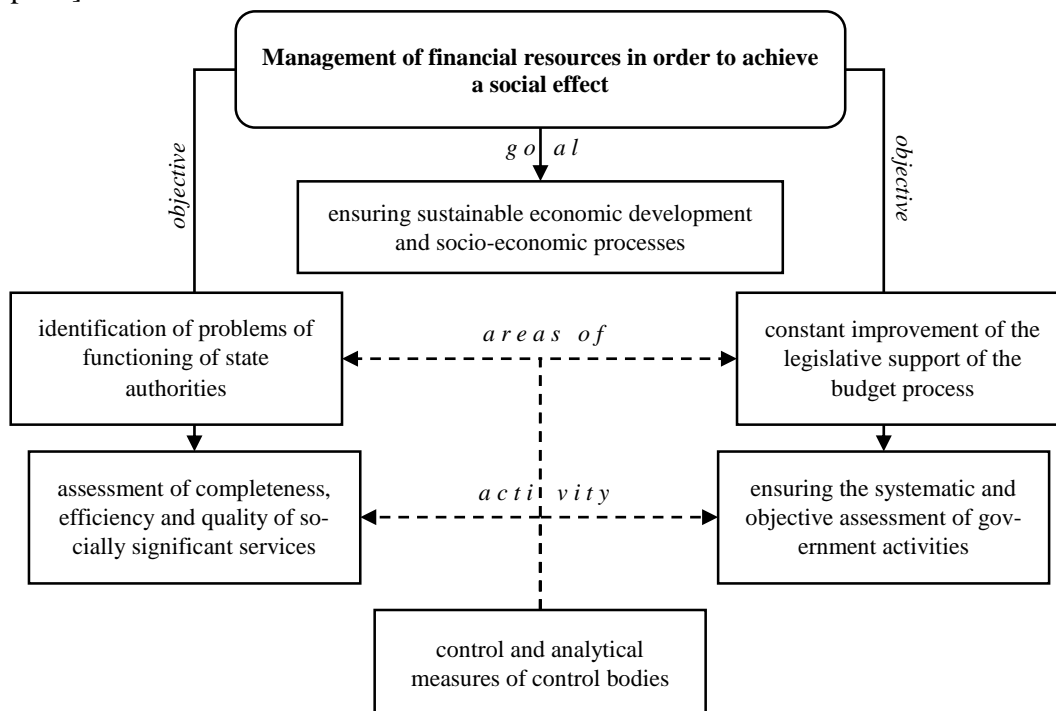 Management of financial resources in order to achieve
a social effect
goal
objective
objective
ensuring sustainable economic development
and socio-economic processes
identification of problems of
functioning of state
authorities
areas of
constant improvement of the
legislative support of the
budget process
assessment of completeness,
efficiency and quality of so-
cially significant services
activity
ensuring the systematic and
objective assessment of gov-
ernment activities
control and analytical
measures of control bodies